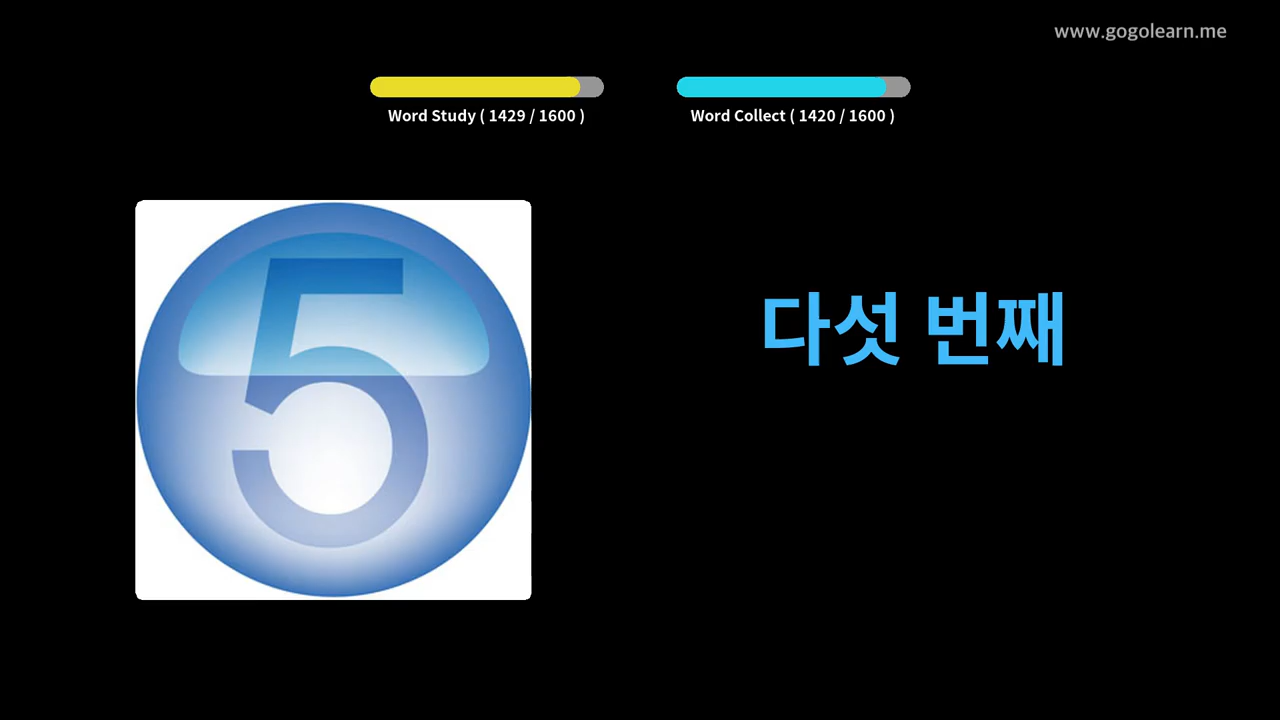 www.gogolearn.me
Word Study ( 1429 / 1600 )
Word Collect ( 1420 / 1600 )
5
다섯 번째